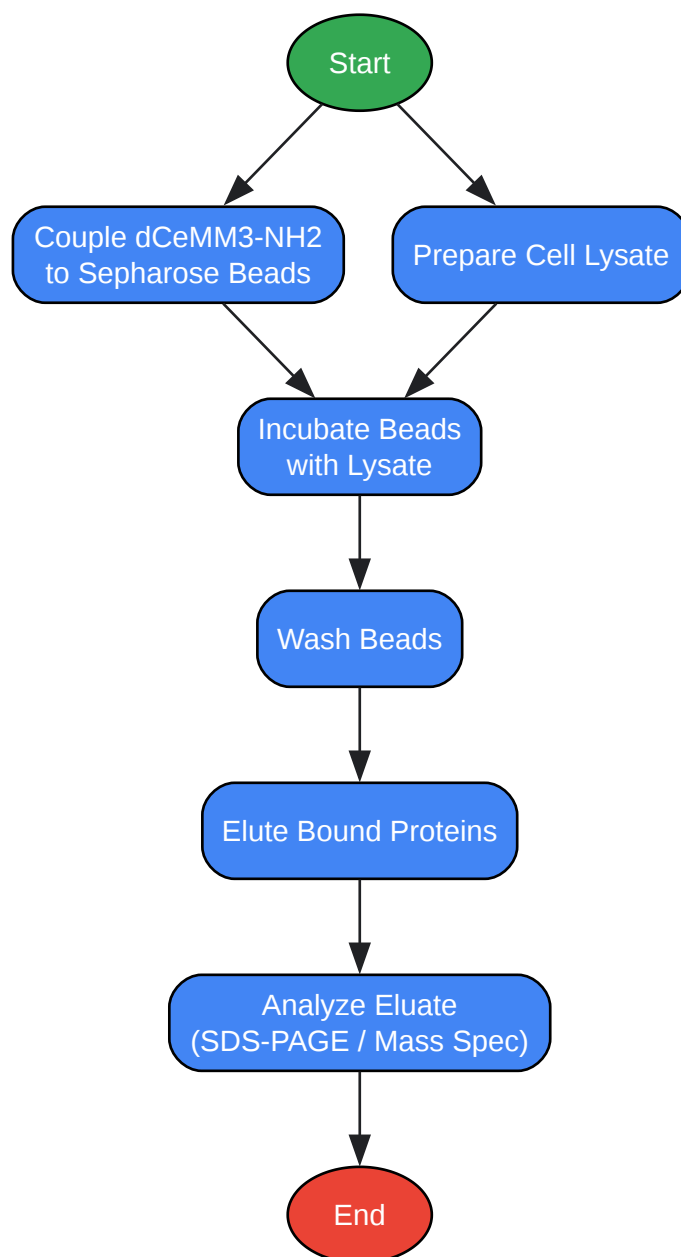 Start
Couple dCeMM3-NH2
to Sepharose Beads
Prepare Cell Lysate
Incubate Beads
with Lysate
Wash Beads
Elute Bound Proteins
Analyze Eluate
(SDS-PAGE / Mass Spec)
End